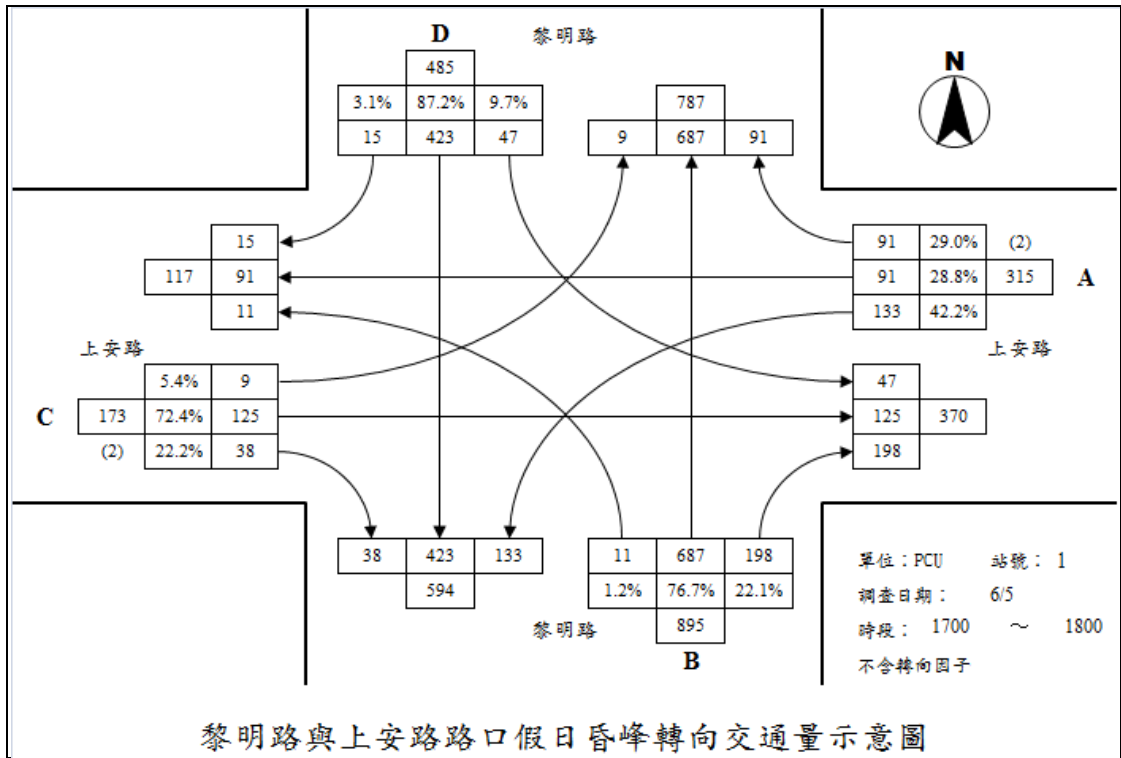 D 黎明路
485
3.1% 87.2% 9.7%
15 423 47
787
9 687 91
N
15
117 91
11
91 29.0% (2)
91 28.8% 315 A
133 42.2%
上安路
上安路
5.4% 9
C 173 72.4% 125
(2) 22.2% 38
47
125 370
198
38 423 133
594
11 687 198
1.2% 76.7% 22.1%
895
黎明路
B
單位:PCU 站號: 1
調查日期: 6/5
時段: 1700 ～ 1800
不含轉向因子
黎明路與上安路路口假日昏峰轉向交通量示意圖